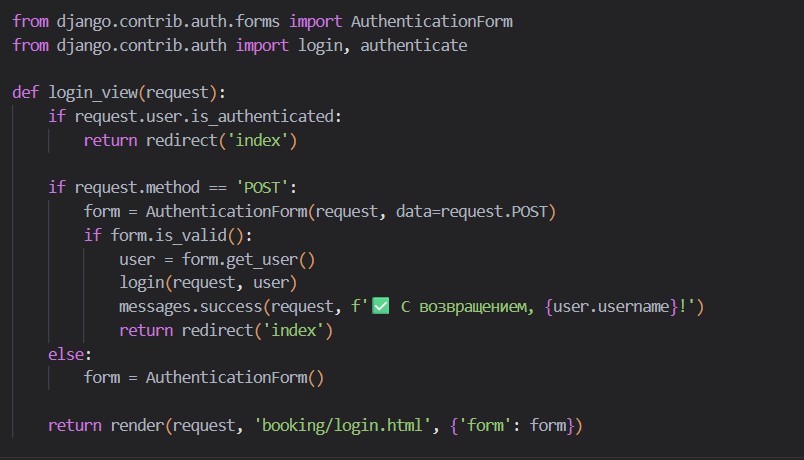 from django.contrib.auth.forms import AuthenticationForm
from django.contrib.auth import login, authenticate

def login_view(request):
    if request.user.is_authenticated:
        return redirect('index')

    if request.method == 'POST':
        form = AuthenticationForm(request, data=request.POST)
        if form.is_valid():
            user = form.get_user()
            login(request, user)
            messages.success(request, f'✅ С возвращением, {user.username}!')
            return redirect('index')
    else:
        form = AuthenticationForm()

    return render(request, 'booking/login.html', {'form': form})